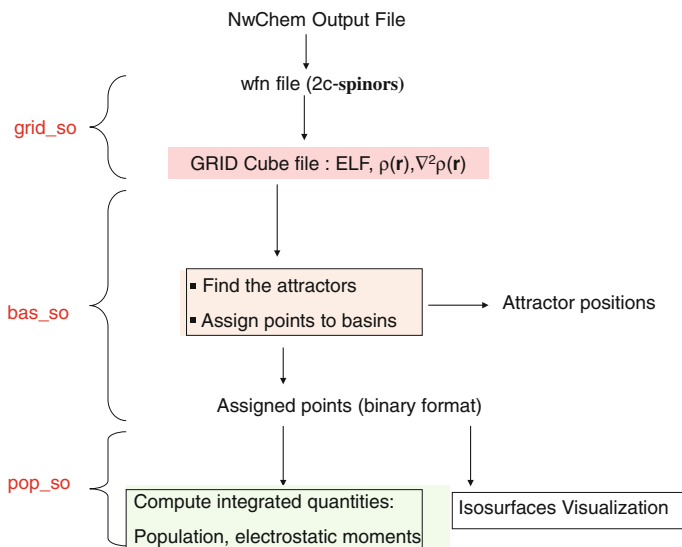 NwChem Output File
wfn file (2c-spinors)
grid_so
GRID Cube file : ELF, ρ(r),∇²ρ(r)
▪ Find the attractors
▪ Assign points to basins
Attractor positions
bas_so
Assigned points (binary format)
pop_so
Compute integrated quantities:
Population, electrostatic moments
Isosurfaces Visualization